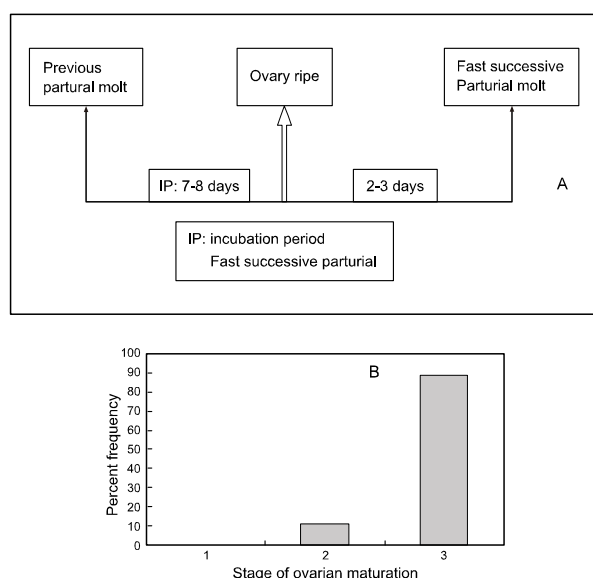 Previous
partural molt
Ovary ripe
Fast successive
Parturial molt
IP: 7-8 days
2-3 days
A
IP: incubation period
Fast successive parturial
B
Percent frequency
100
90
80
70
60
50
40
30
20
10
0
1 2 3
Stage of ovarian maturation